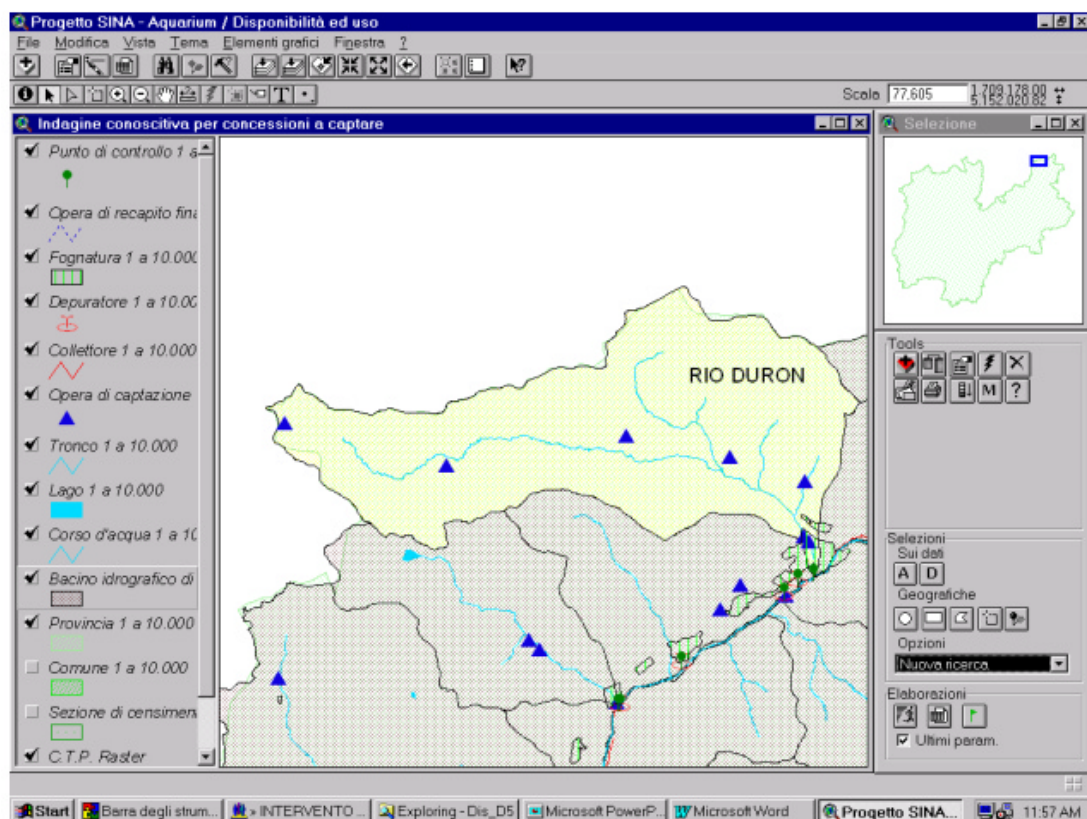 Progetto SINA - Aquarium / Disponibilità ed uso
File Modifica Vista Tema Elementi grafici Finestra ?
Scala 77.605 1.709.178.00
5.152.020.82
Indagine conoscitiva per concessioni a captare
Selezione
Punto di controllo 1 a
Opera di recapito fina
Fognatura 1 a 10.000
Depuratore 1 a 10.00
Collettore 1 a 10.000
Opera di captazione
Tronco 1 a 10.000
Lago 1 a 10.000
Corso d'acqua 1 a 10
Bacino idrografico di
Provincia 1 a 10.000
Comune 1 a 10.000
Sezione di censimen
C.T.P. Raster
RIO DURON
Tools
M ?
Selezioni
Sui dati
A D
Geografiche
Opzioni
Nuova ricerca
Elaborazioni
Ultimi param.
Start Barra degli strum... > INTERVENTO ... Exploring - Dis_D5 Microsoft PowerP... Microsoft Word Progetto SINA... 11:57 AM